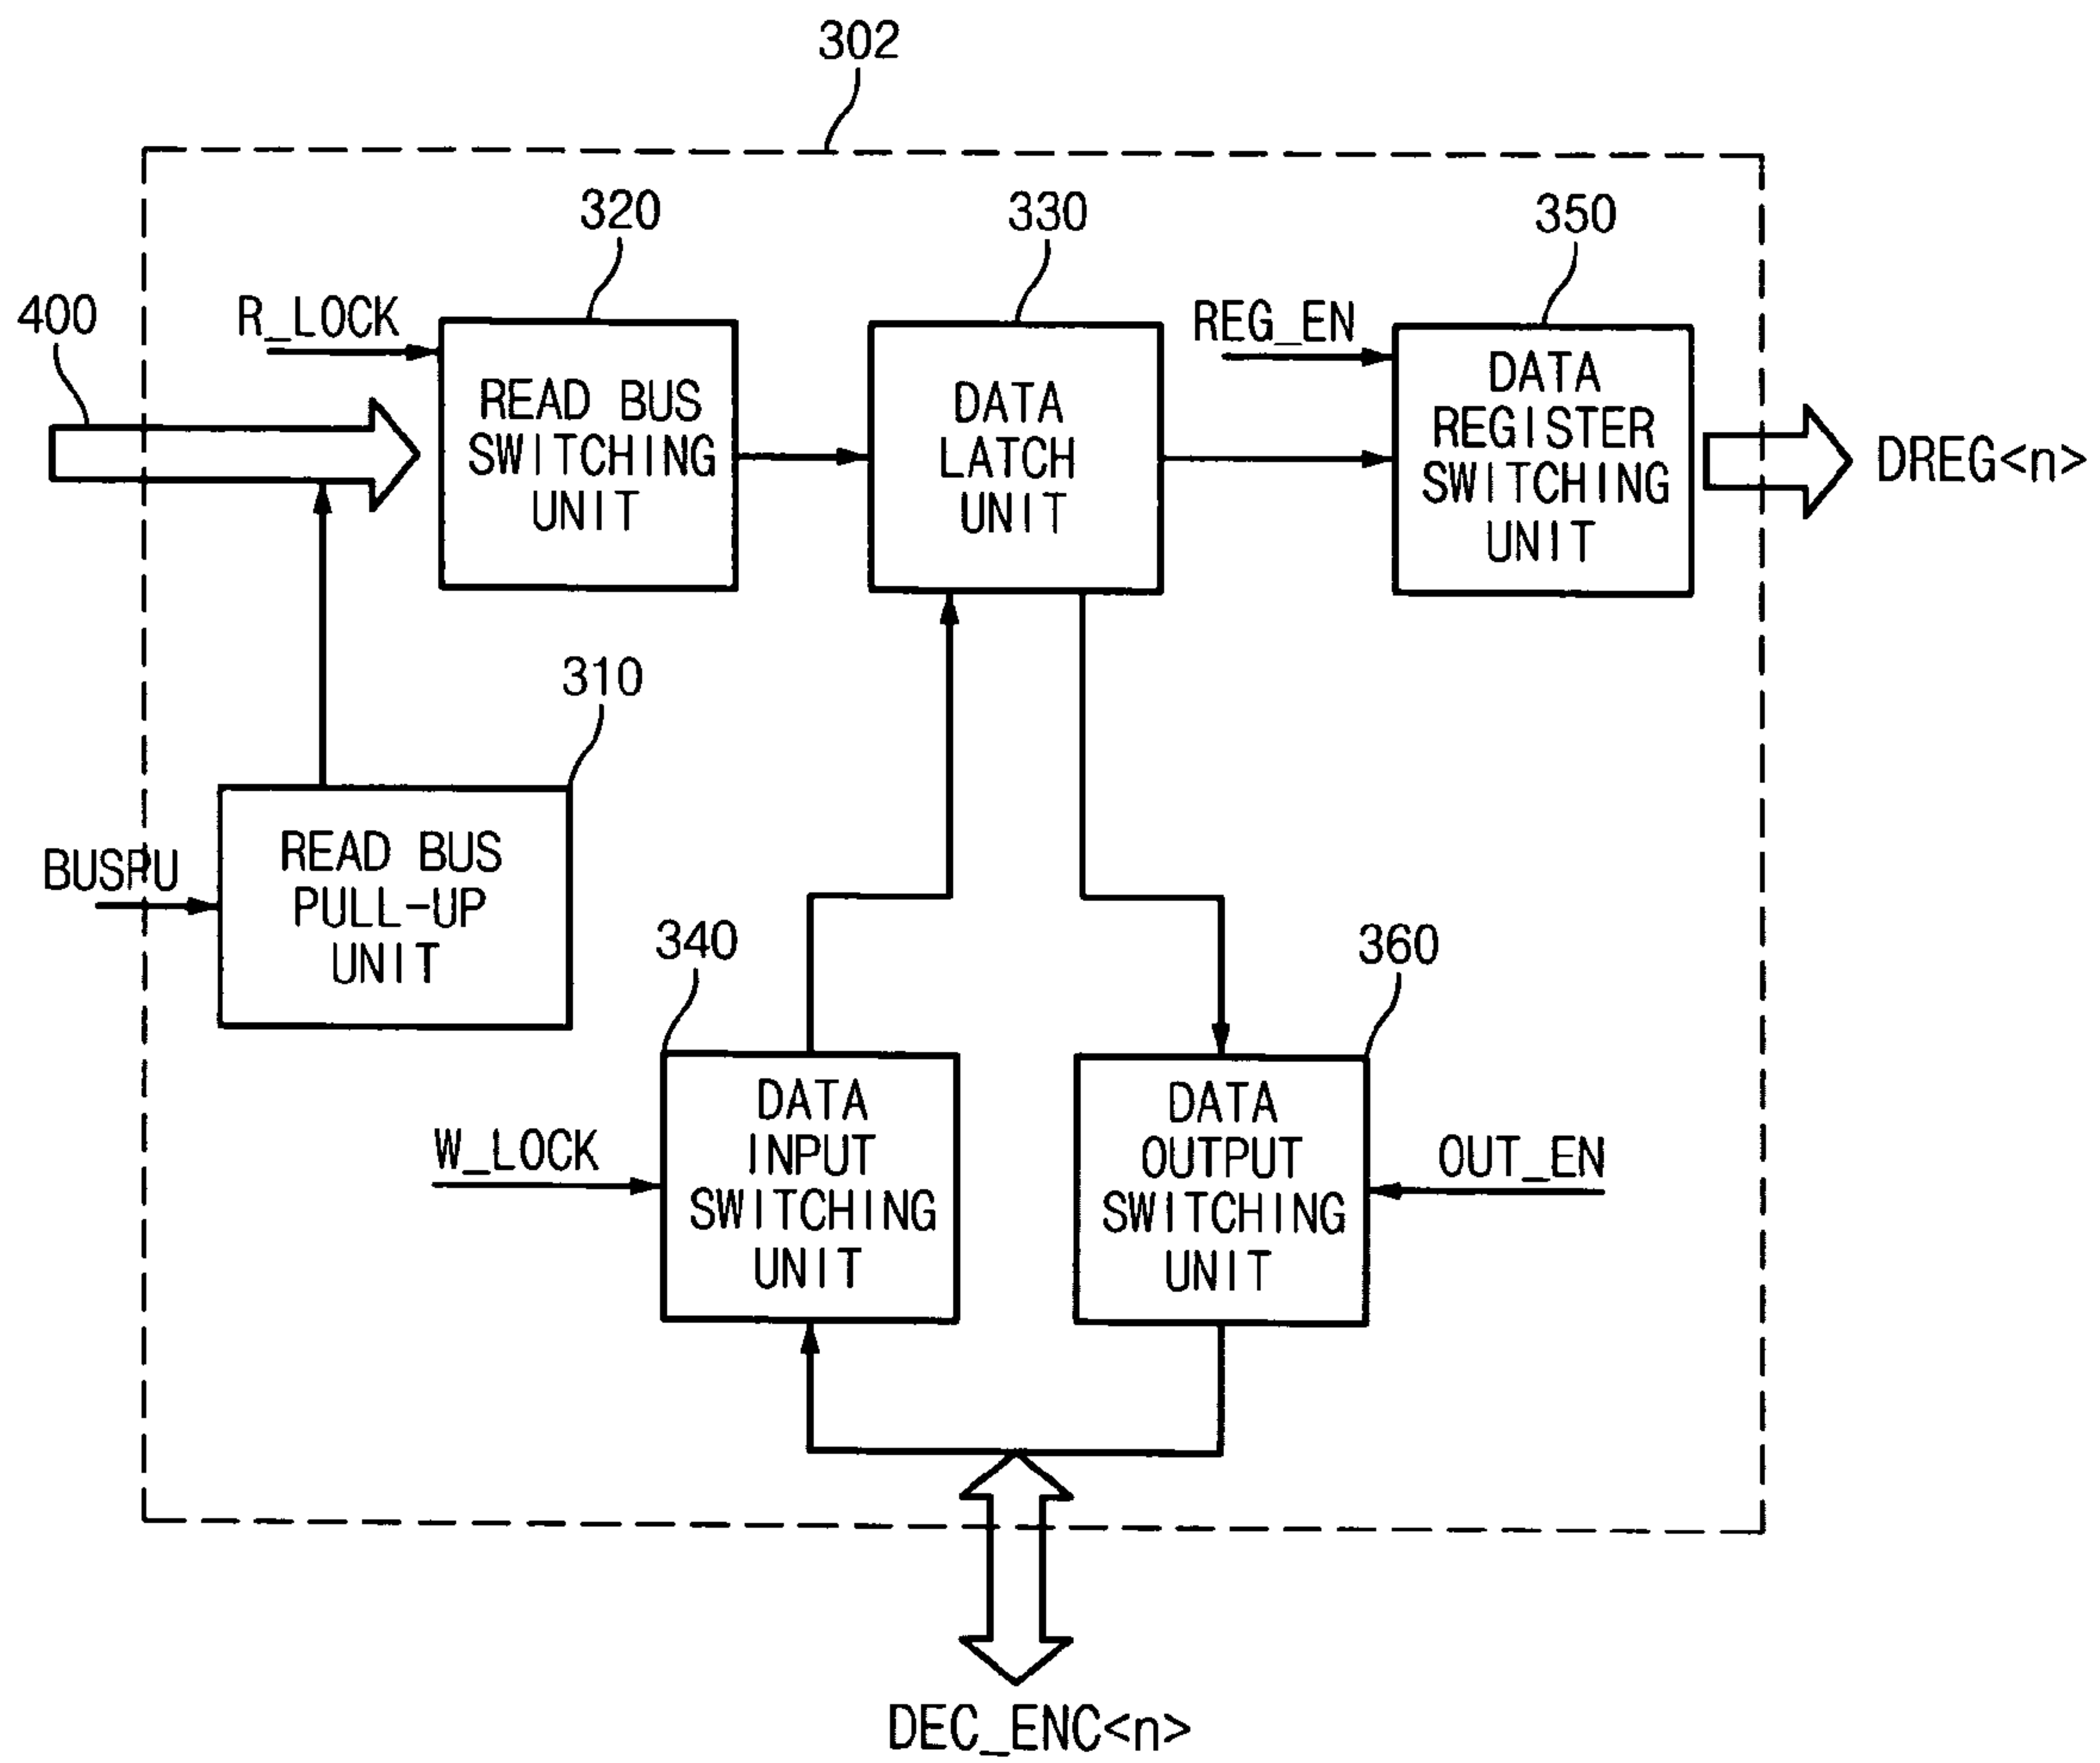 302
320
330
350
400
R_LOCK
REG_EN
READ BUS
SWITCHING
UNIT
DATA
LATCH
UNIT
DATA
REGISTER
SWITCHING
UNIT
DREG<n>
310
BUSPU
READ BUS
PULL-UP
UNIT
340
360
W_LOCK
DATA
INPUT
SWITCHING
UNIT
DATA
OUTPUT
SWITCHING
UNIT
OUT_EN
DEC_ENC<n>